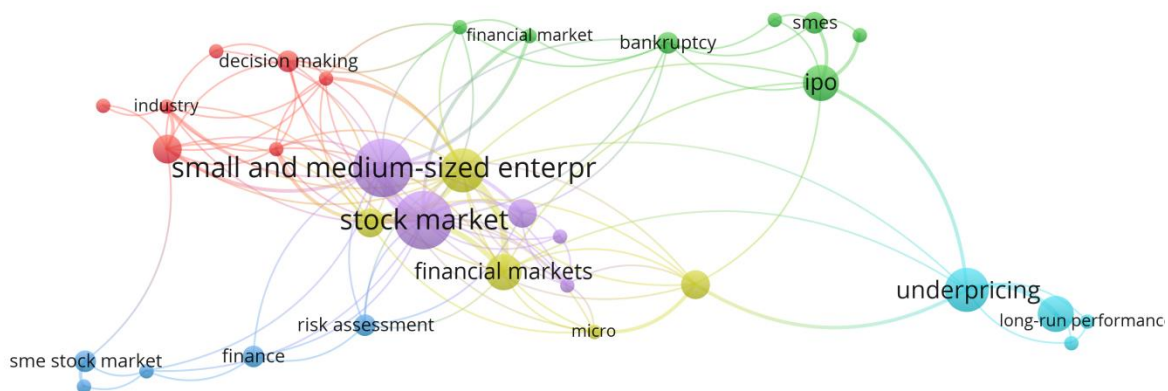 smes
financial market
bankruptcy
decision making
ipo
industry
small and medium-sized enterpr
stock market
financial markets
underpricing
long-run performance
risk assessment
micro
finance
sme stock market